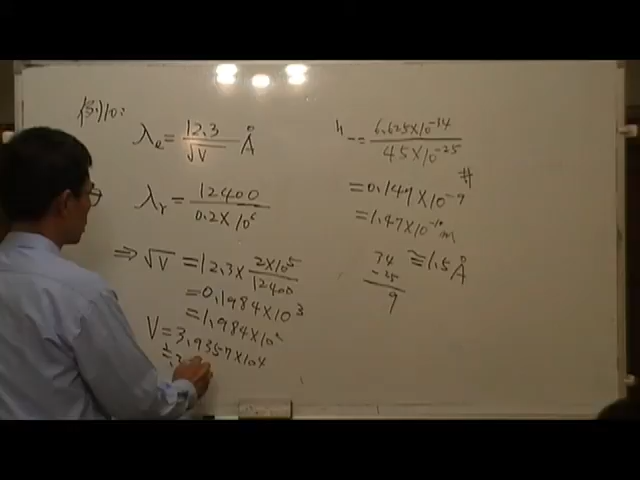 例10:
λe = 12.3 / √V Å
λr = 12400 / 0.2×10⁶
⇒ √V = 12.3 × 2×10⁵ / 12400
= 0.1984×10³
= 1.984×10²
V = 3.9357×10⁴
h
= 6.625×10⁻³⁴ / 45×10⁻²⁵
= 0.147×10⁻⁹
#
= 1.47×10⁻¹⁰ m
≅ 1.5 Å
34
-25
9